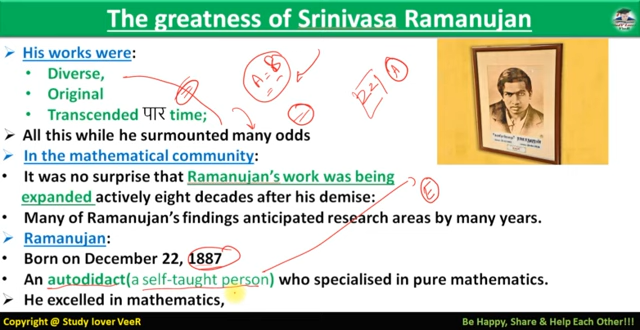 The greatness of Srinivasa Ramanujan
➢ His works were:
• Diverse,
• Original
• Transcended पार time;
➢ All this while he surmounted many odds
➢ In the mathematical community:
• It was no surprise that Ramanujan's work was being
expanded actively eight decades after his demise:
• Many of Ramanujan's findings anticipated research areas by many years.
➢ Ramanujan:
• Born on December 22, 1887
• An autodidact(a self-taught person) who specialised in pure mathematics.
• He excelled in mathematics,
A=B
E
Copyright @ Study lover VeeR
Be Happy, Share & Help Each Other!!!